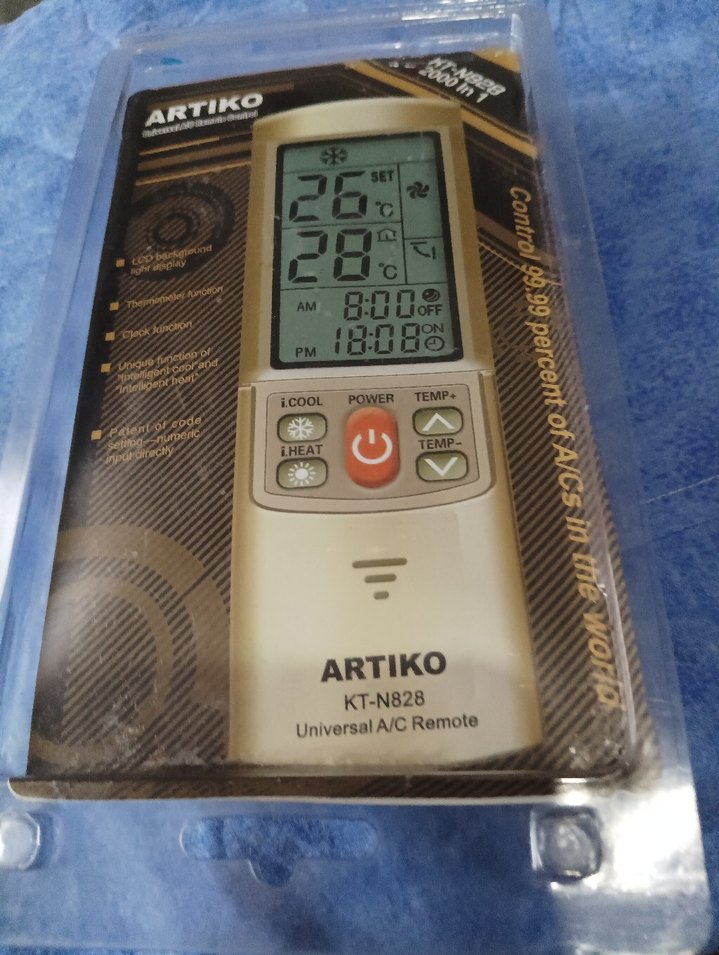 ARTIKO
Universal A/C Remote Control
KT-N828
2000 in 1
Control 99.99 percent of A/Cs in the world
LCD background
light display
Thermometer function
Clock function
Unique function of
"Intelligent cool"and
"Intelligent heat"
Patent of code
setting—numeric
input directly
26 SET
°C
28
°C
AM 8:00 OFF
PM 18:08 ON
i.COOL POWER TEMP+
i.HEAT TEMP-
ARTIKO
KT-N828
Universal A/C Remote